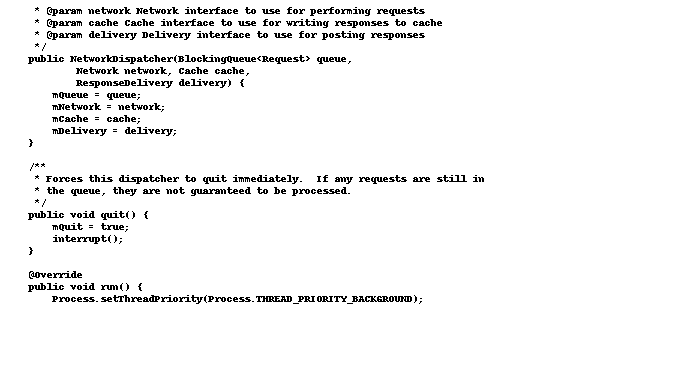 * @param network Network interface to use for performing requests
* @param cache Cache interface to use for writing responses to cache
* @param delivery Delivery interface to use for posting responses
*/
public NetworkDispatcher(BlockingQueue<Request> queue,
Network network, Cache cache,
ResponseDelivery delivery) {
mQueue = queue;
mNetwork = network;
mCache = cache;
mDelivery = delivery;
}
/**
* Forces this dispatcher to quit immediately.  If any requests are still in
* the queue, they are not guaranteed to be processed.
*/
public void quit() {
mQuit = true;
interrupt();
}
@Override
public void run() {
Process.setThreadPriority(Process.THREAD_PRIORITY_BACKGROUND);